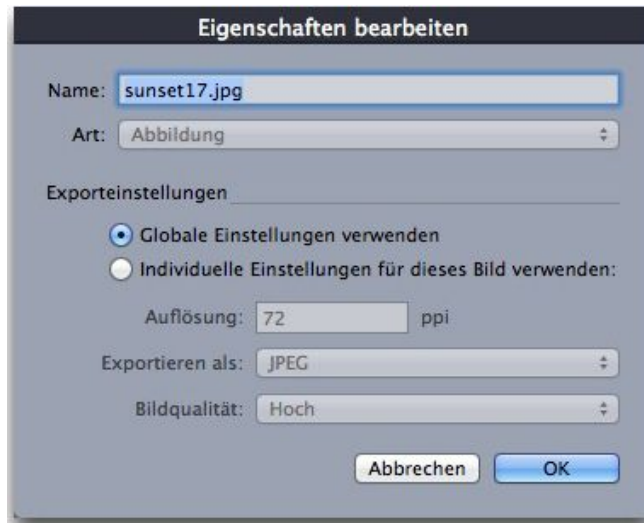 Eigenschaften bearbeiten
Name: sunset17.jpg
Art: Abbildung
Exporteinstellungen
Globale Einstellungen verwenden
Individuelle Einstellungen für dieses Bild verwenden:
Auflösung: 72 ppi
Exportieren als: JPEG
Bildqualität: Hoch
Abbrechen OK